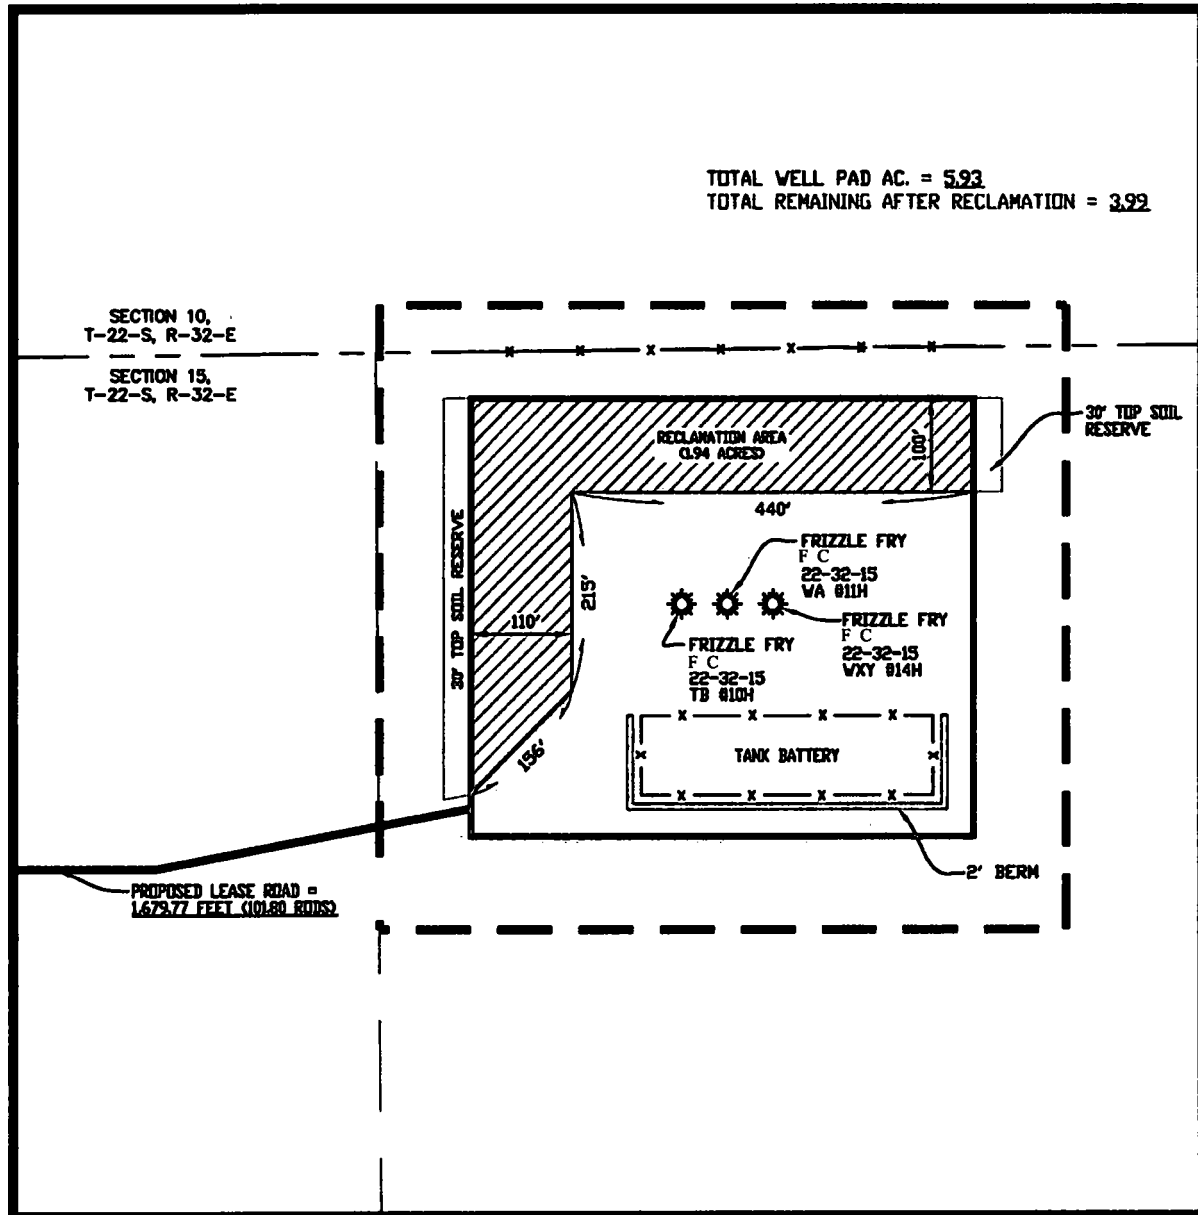 TOTAL WELL PAD AC. = 5.93
TOTAL REMAINING AFTER RECLAMATION = 3.99
SECTION 10,
T-22-S, R-32-E
SECTION 15,
T-22-S, R-32-E
30' TOP SOIL
RESERVE
RECLAMATION AREA
(1.94 ACRES)
100'
440'
30' TOP SOIL RESERVE
215'
110'
156'
FRIZZLE FRY
F C
22-32-15
WA #11H
FRIZZLE FRY
F C
22-32-15
WXY #14H
FRIZZLE FRY
F C
22-32-15
TB #10H
TANK BATTERY
2' BERM
PROPOSED LEASE ROAD =
1,679.77 FEET (101.80 RODS)